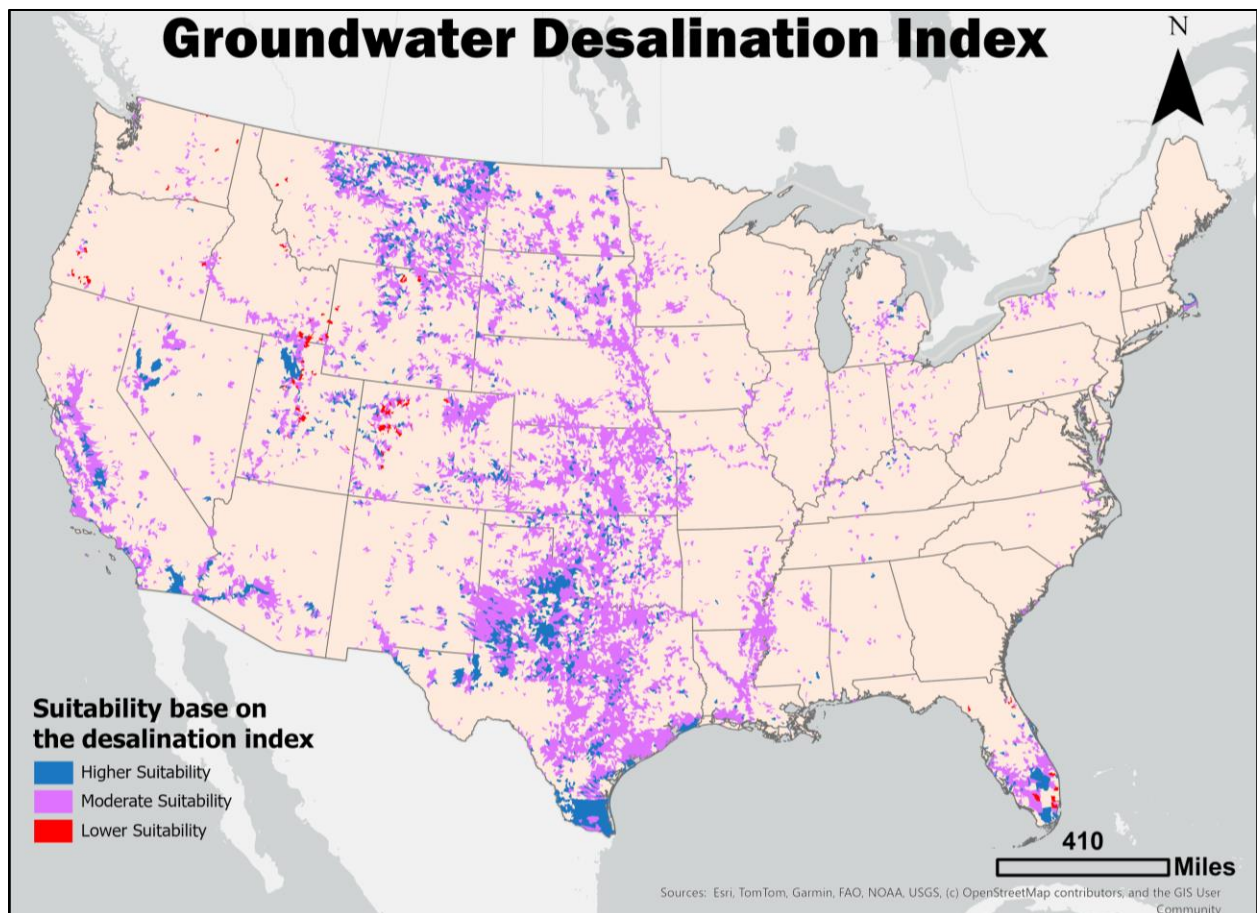 Groundwater Desalination Index
N
Suitability base on
the desalination index
Higher Suitability
Moderate Suitability
Lower Suitability
410
Miles
Sources: Esri, TomTom, Garmin, FAO, NOAA, USGS, (c) OpenStreetMap contributors, and the GIS User
Community